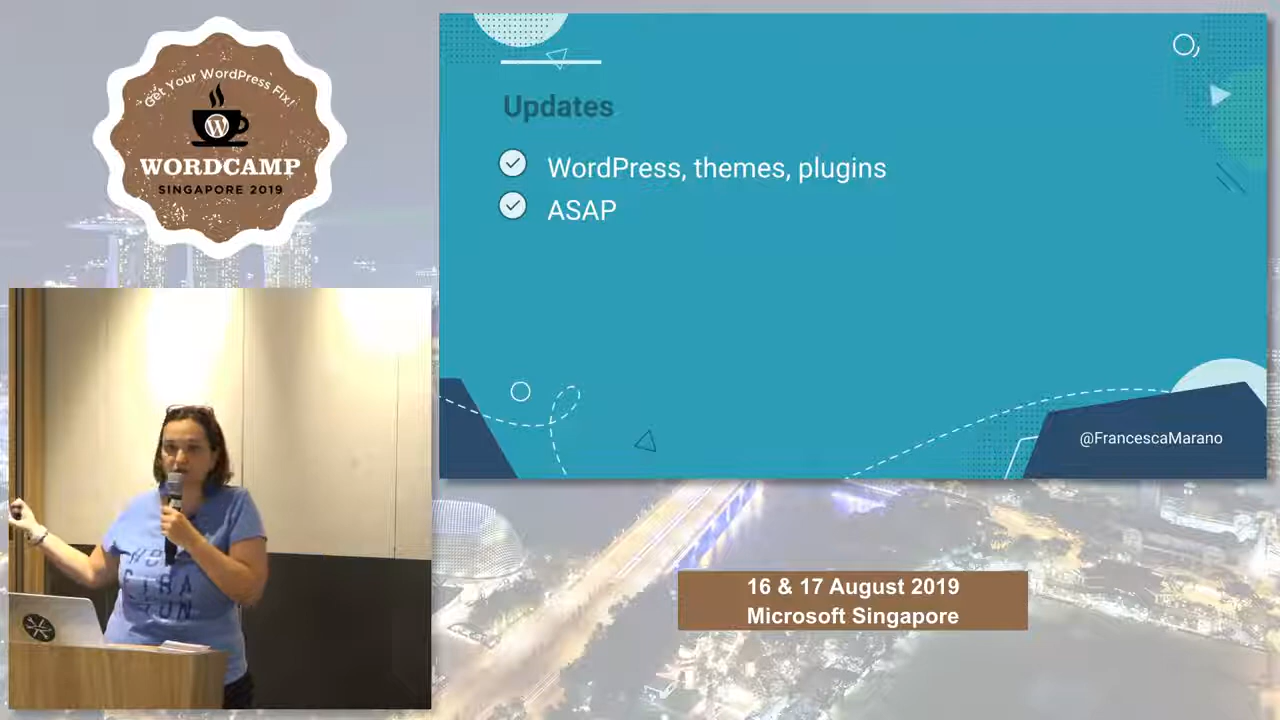 Get Your WordPress Fix!
WORDCAMP
SINGAPORE 2019
Updates
WordPress, themes, plugins
ASAP
@FrancescaMarano
16 & 17 August 2019
Microsoft Singapore